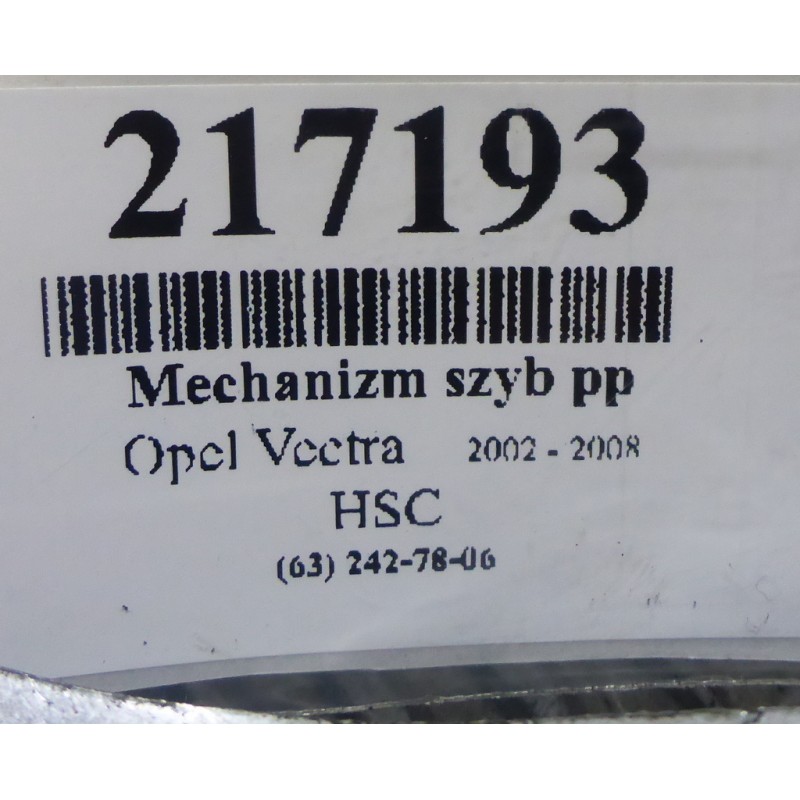 217193
Mechanizm szyb pp
Opel Vectra 2002 - 2008
HSC
(63) 242-78-06